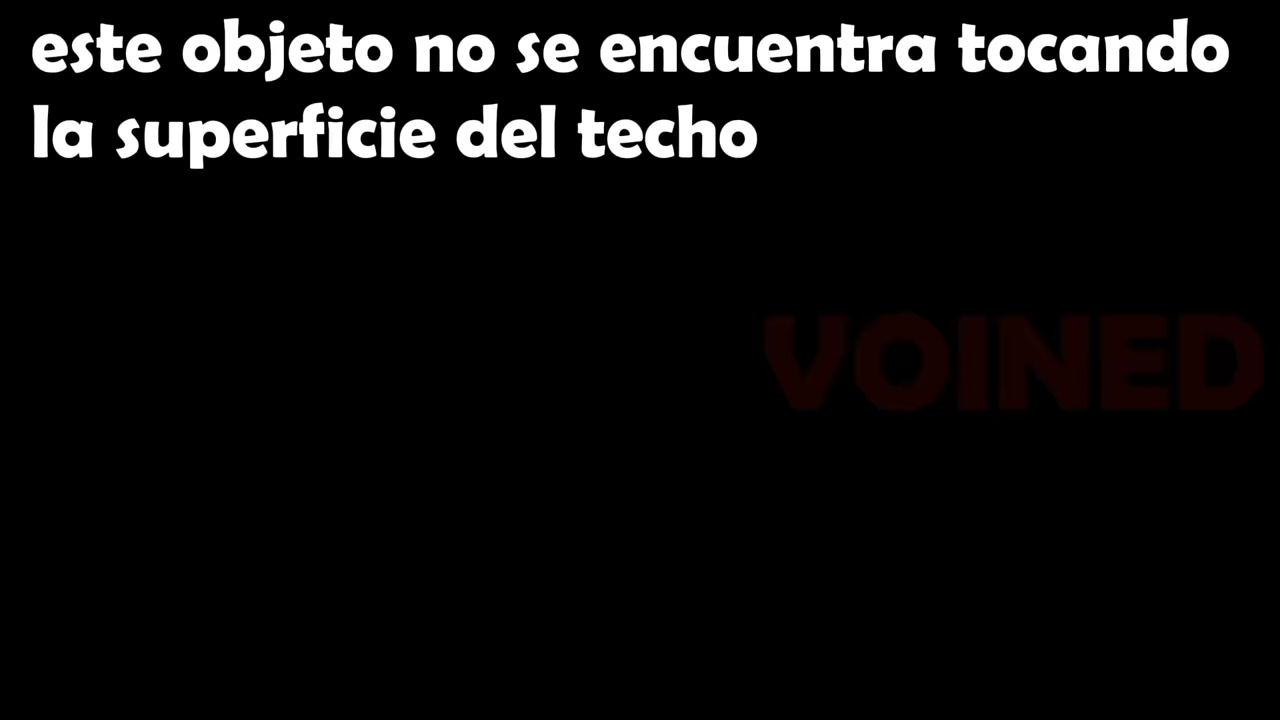 este objeto no se encuentra tocando
la superficie del techo
VOINED